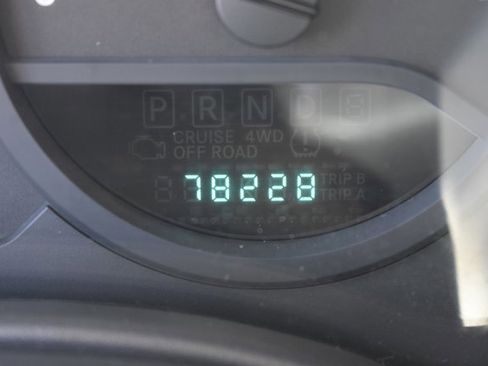 P R N D
CRUISE 4WD
OFF ROAD
78228 TRIP B
TRIP A